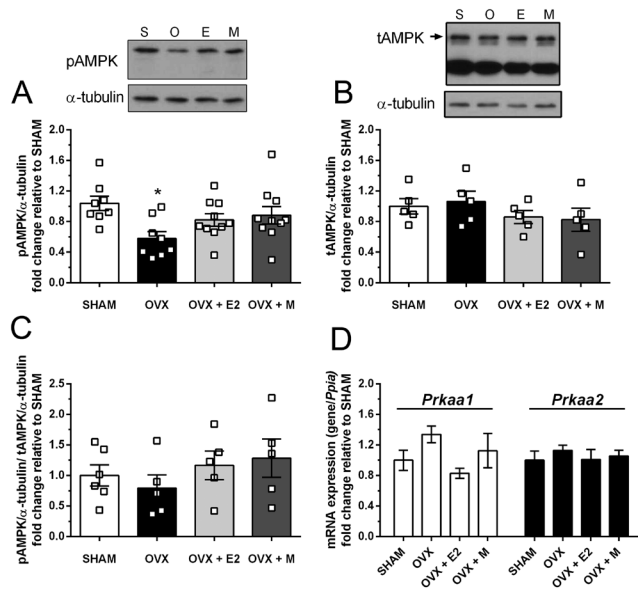 S O E M
pAMPK
α-tubulin
S O E M
tAMPK
α-tubulin
A
pAMPK/α-tubulin
fold change relative to SHAM
2.0
1.6
1.2
0.8
0.4
0.0
*
SHAM OVX OVX + E2 OVX + M
B
tAMPK/α-tubulin
fold change relative to SHAM
2.0
1.6
1.2
0.8
0.4
0.0
SHAM OVX OVX + E2 OVX + M
C
pAMPK/α-tubulin/ tAMPK/α-tubulin
fold change relative to SHAM
2.5
2.0
1.5
1.0
0.5
0.0
SHAM OVX OVX + E2 OVX + M
D
mRNA expression (gene/Ppia)
fold change relative to SHAM
2.0
1.6
1.2
0.8
0.4
0.0
Prkaa1 Prkaa2
SHAM OVX OVX + E2 OVX + M SHAM OVX OVX + E2 OVX + M